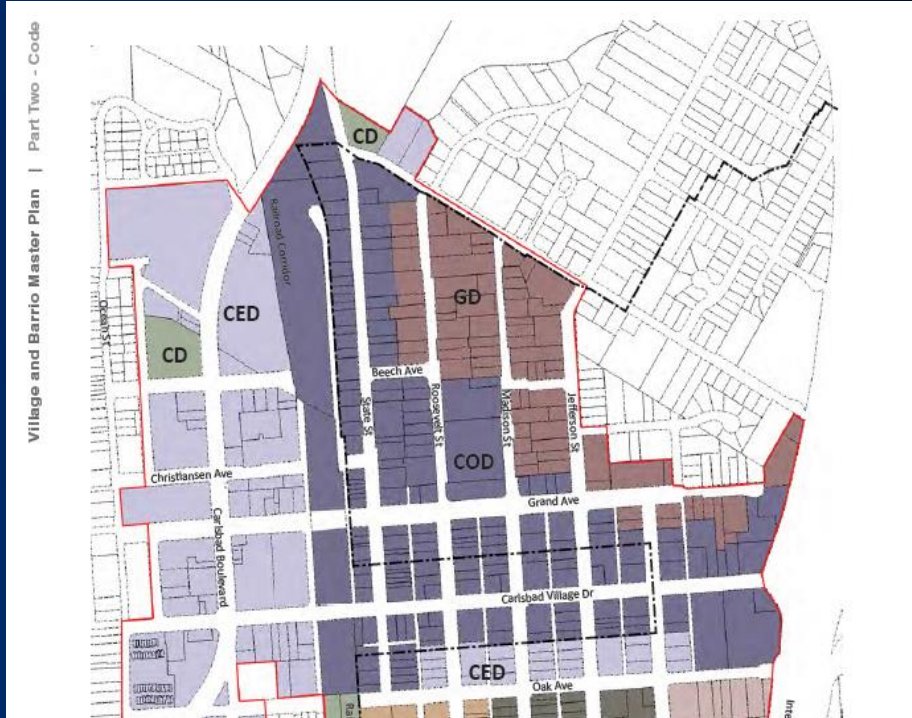 Village and Barrio Master Plan | Part Two - Code
CD
Railroad Corridor
Ocean St
CED
GD
CD
Beech Ave
State St
Roosevelt St
Madison St
Jefferson St
COD
Christiansen Ave
Grand Ave
Carlsbad Boulevard
Carlsbad Village Dr
CED
Oak Ave
Ra
Inte